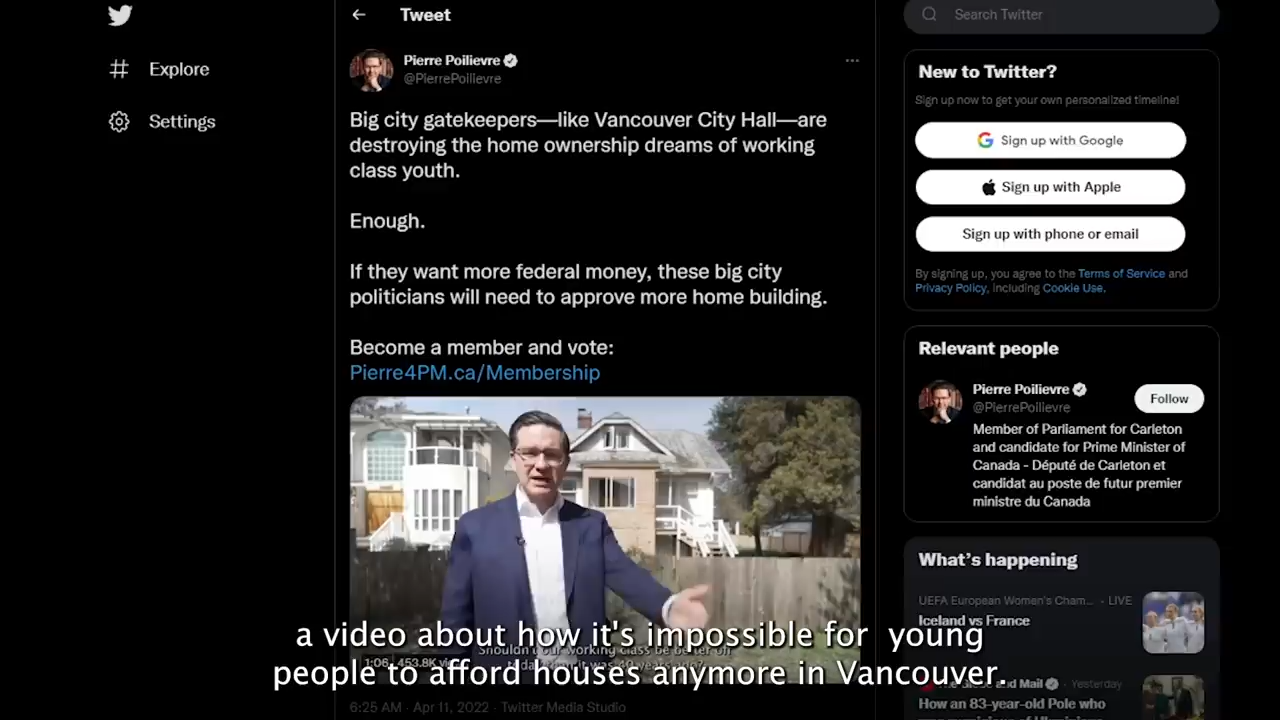 Tweet
Search Twitter
Explore
Settings
Pierre Poilievre
@PierrePoilievre
Big city gatekeepers—like Vancouver City Hall—are
destroying the home ownership dreams of working
class youth.
Enough.
If they want more federal money, these big city
politicians will need to approve more home building.
Become a member and vote:
Pierre4PM.ca/Membership
New to Twitter?
Sign up now to get your own personalized timeline!
Sign up with Google
Sign up with Apple
Sign up with phone or email
By signing up, you agree to the Terms of Service and
Privacy Policy, including Cookie Use.
Relevant people
Pierre Poilievre
@PierrePoilievre
Follow
Member of Parliament for Carleton
and candidate for Prime Minister of
Canada - Député de Carleton et
candidat au poste de futur premier
ministre du Canada
What's happening
UEFA European Women's Cham... · LIVE
Iceland vs France
and Mail · Yesterday
How an 83-year-old Pole who
1:06 453.8K
a video about how it's impossible for young
people to afford houses anymore in Vancouver.
6:25 AM · Apr 11, 2022 · Twitter Media Studio